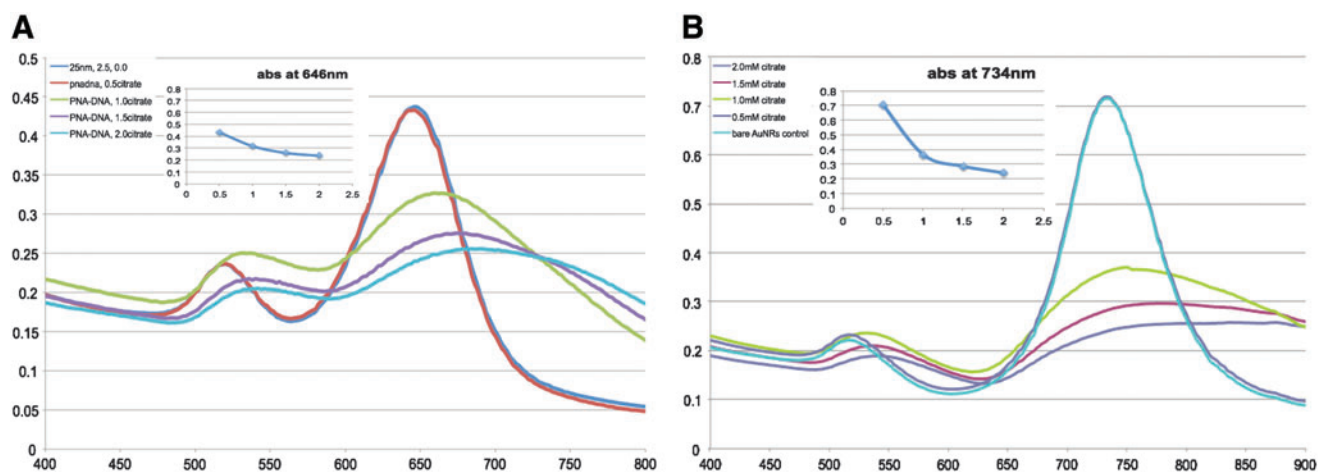 A
0.5
0.45
0.4
0.35
0.3
0.25
0.2
0.15
0.1
0.05
0
400 450 500 550 600 650 700 750 800
25nm, 2.5, 0.0
pnadna, 0.5citrate
PNA-DNA, 1.0citrate
PNA-DNA, 1.5citrate
PNA-DNA, 2.0citrate
abs at 646nm
0.8
0.7
0.6
0.5
0.4
0.3
0.2
0.1
0
0 0.5 1 1.5 2 2.5
B
0.8
0.7
0.6
0.5
0.4
0.3
0.2
0.1
0
400 450 500 550 600 650 700 750 800 850 900
2.0mM citrate
1.5mM citrate
1.0mM citrate
0.5mM citrate
bare AuNRs control
abs at 734nm
0.8
0.7
0.6
0.5
0.4
0.3
0.2
0.1
0
0 0.5 1 1.5 2 2.5